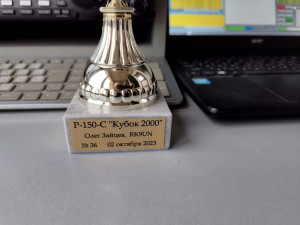 Р-150-С "Кубок 2000"
Олег Зайцев, RK9UN
№ 36 02 октября 2023